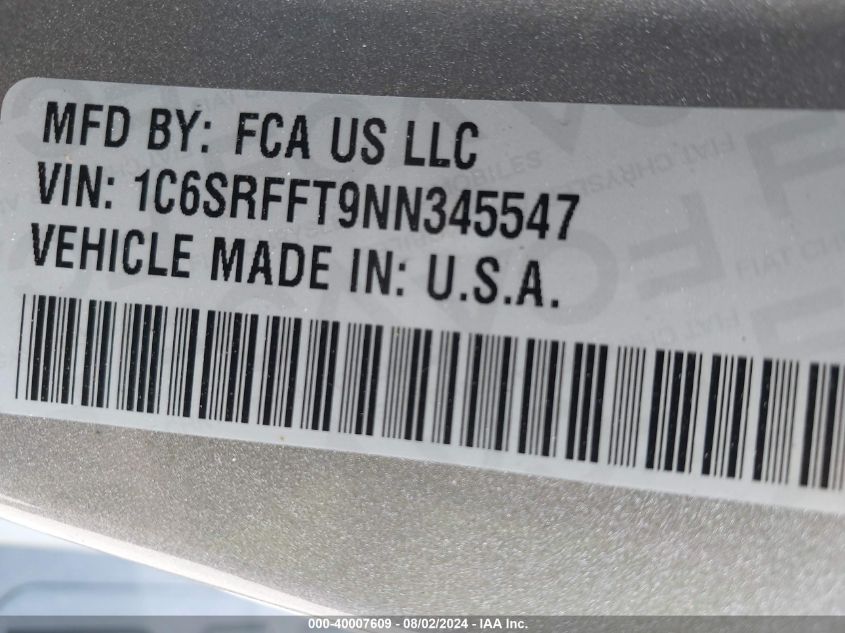 MFD BY: FCA US LLC
VIN: 1C6SRFFT9NN345547
VEHICLE MADE IN: U.S.A.
000-40007609 - 08/02/2024 - IAA Inc.